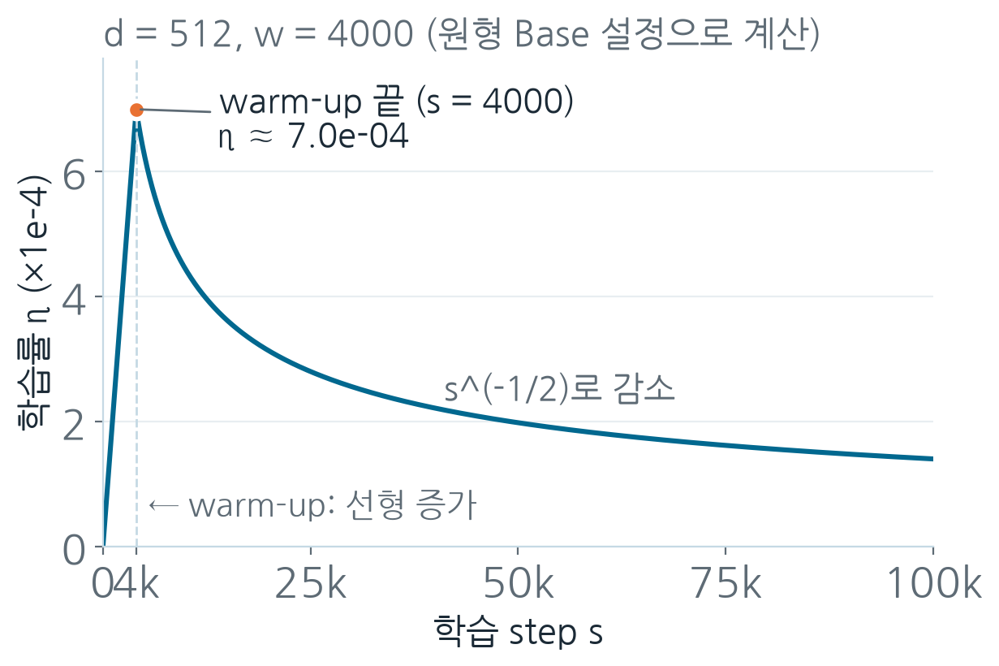 d = 512, w = 4000 (원형 Base 설정으로 계산)
warm-up 끝 (s = 4000)
η ≈ 7.0e-04
학습률 η (×1e-4)
6
4
s^(-1/2)로 감소
2
← warm-up: 선형 증가
0
0 4k 25k 50k 75k 100k
학습 step s